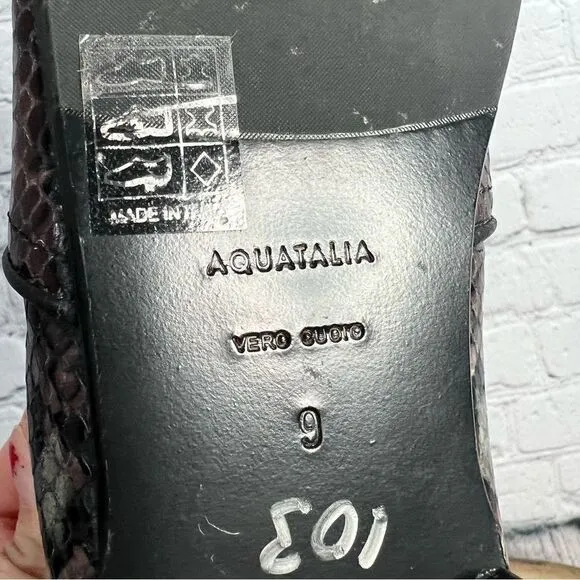 MADE IN
AQUATALIA
VERO CUOIO
9
103